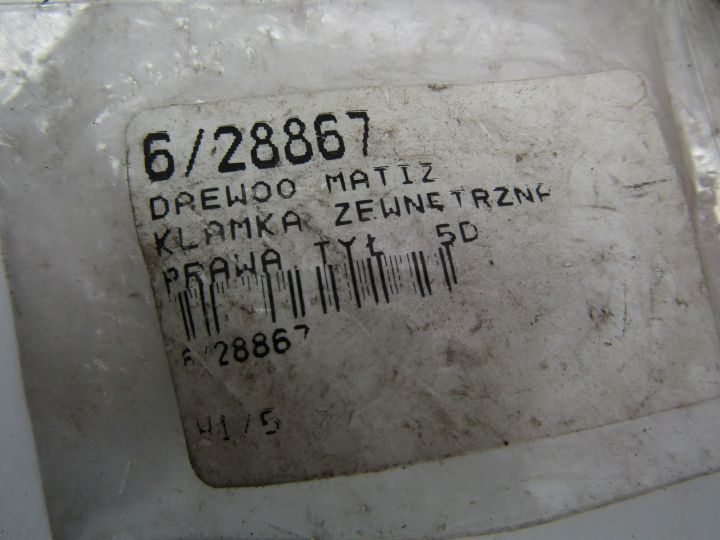 6/28867
DAEWOO MATIZ
KLAMKA ZEWNĘTRZNA
PRAWA TYŁ 5D
6/28867
W1/5